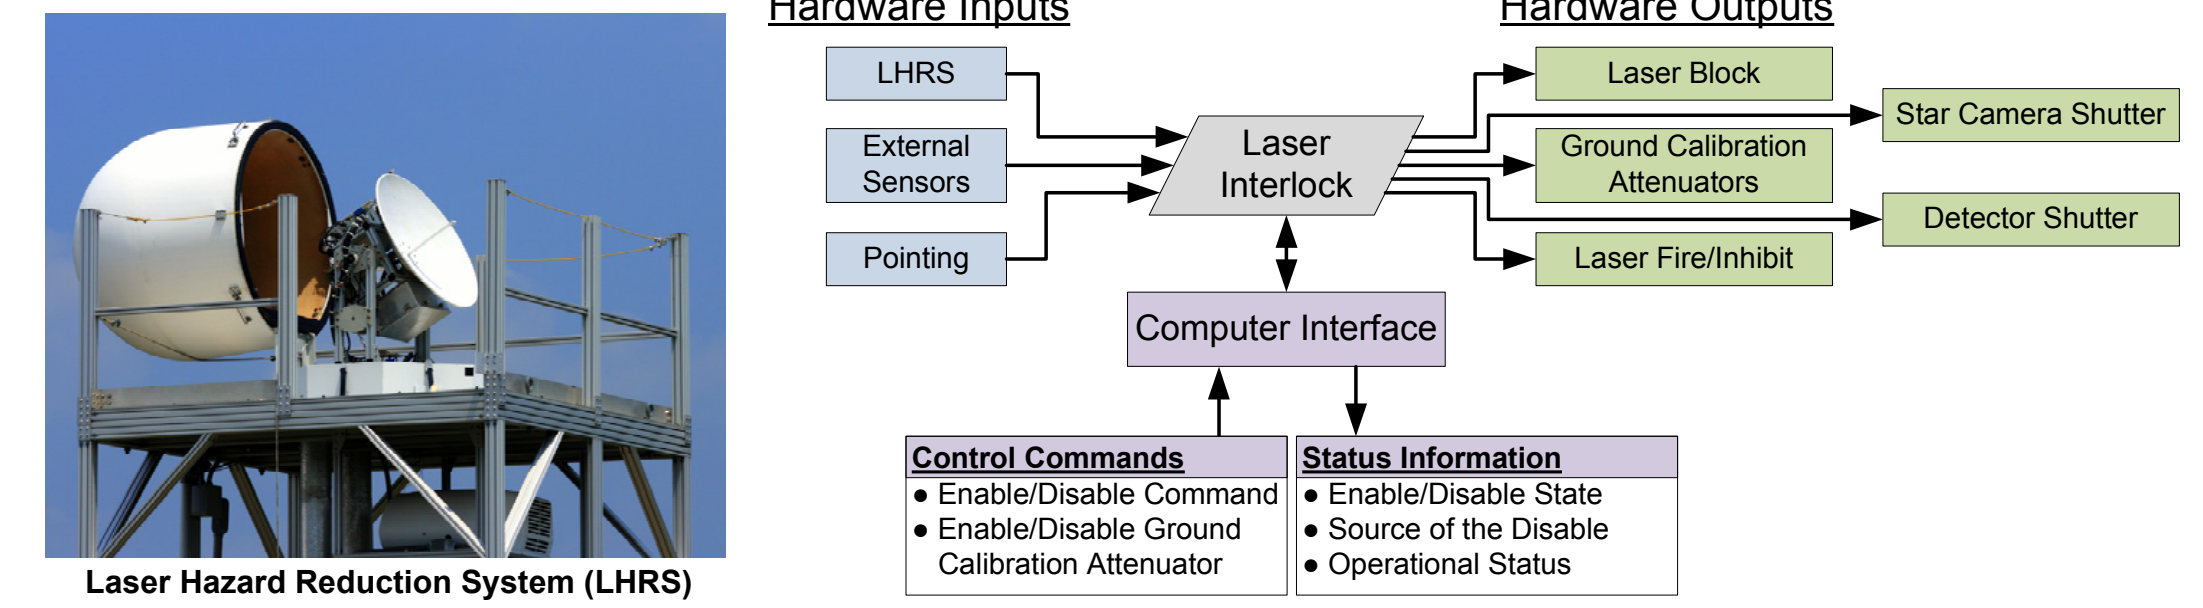 Hardware Inputs
Hardware Outputs
LHRS
External
Sensors
Pointing
Laser
Interlock
Laser Block
Star Camera Shutter
Ground Calibration
Attenuators
Detector Shutter
Laser Fire/Inhibit
Computer Interface
Control Commands
● Enable/Disable Command
● Enable/Disable Ground
Calibration Attenuator
Status Information
● Enable/Disable State
● Source of the Disable
● Operational Status
Laser Hazard Reduction System (LHRS)